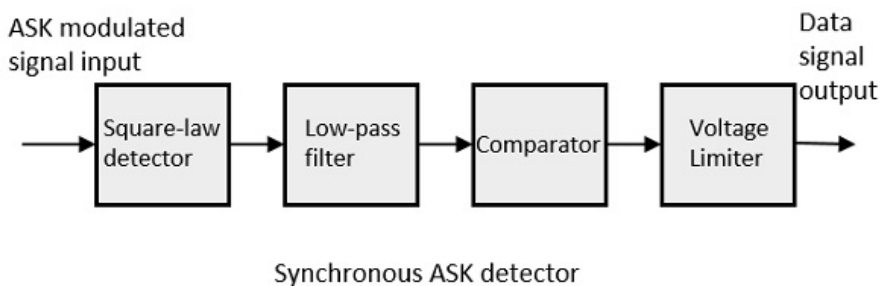 ASK modulated
signal input
Data
signal
output
Square-law
detector
Low-pass
filter
Comparator
Voltage
Limiter
Synchronous ASK detector